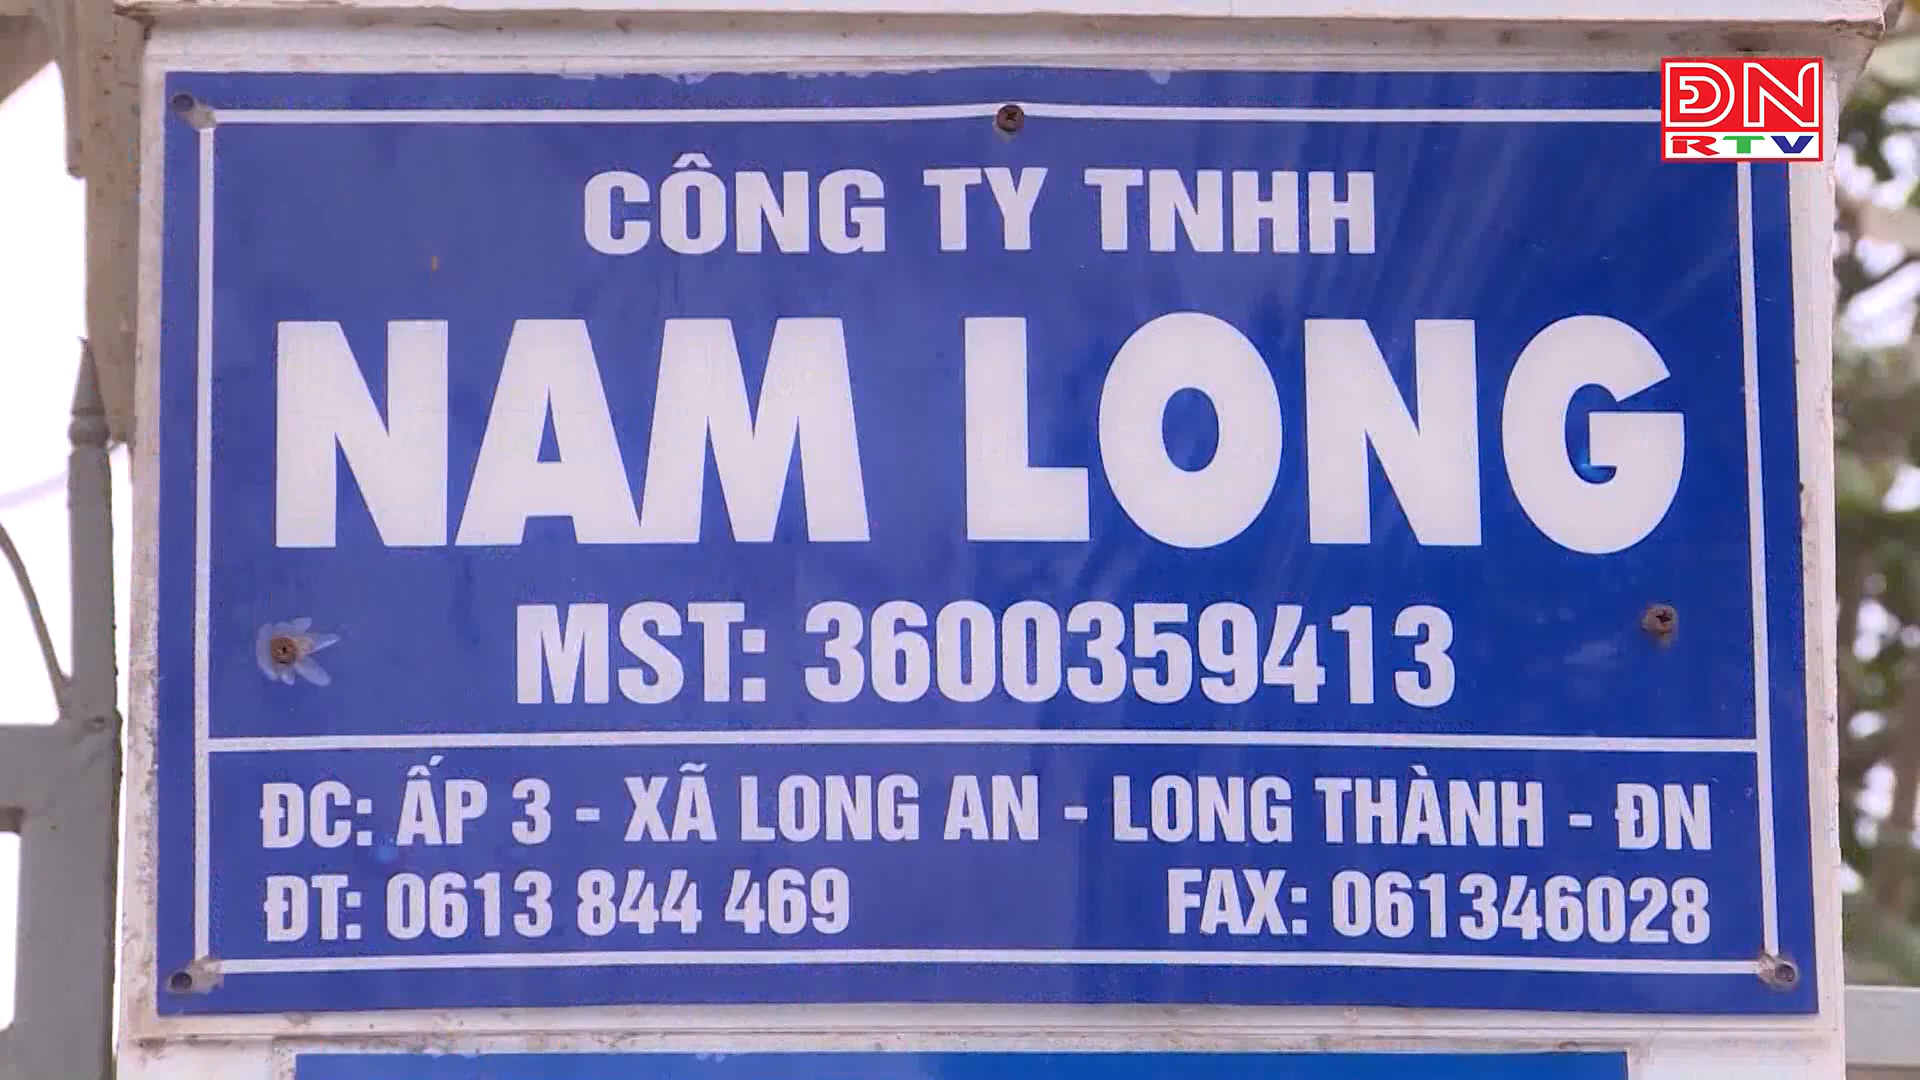 ĐN
RTV
CÔNG TY TNHH
NAM LONG
MST: 3600359413
ĐC: ẤP 3 - XÃ LONG AN - LONG THÀNH - ĐN
ĐT: 0613 844 469
FAX: 061346028